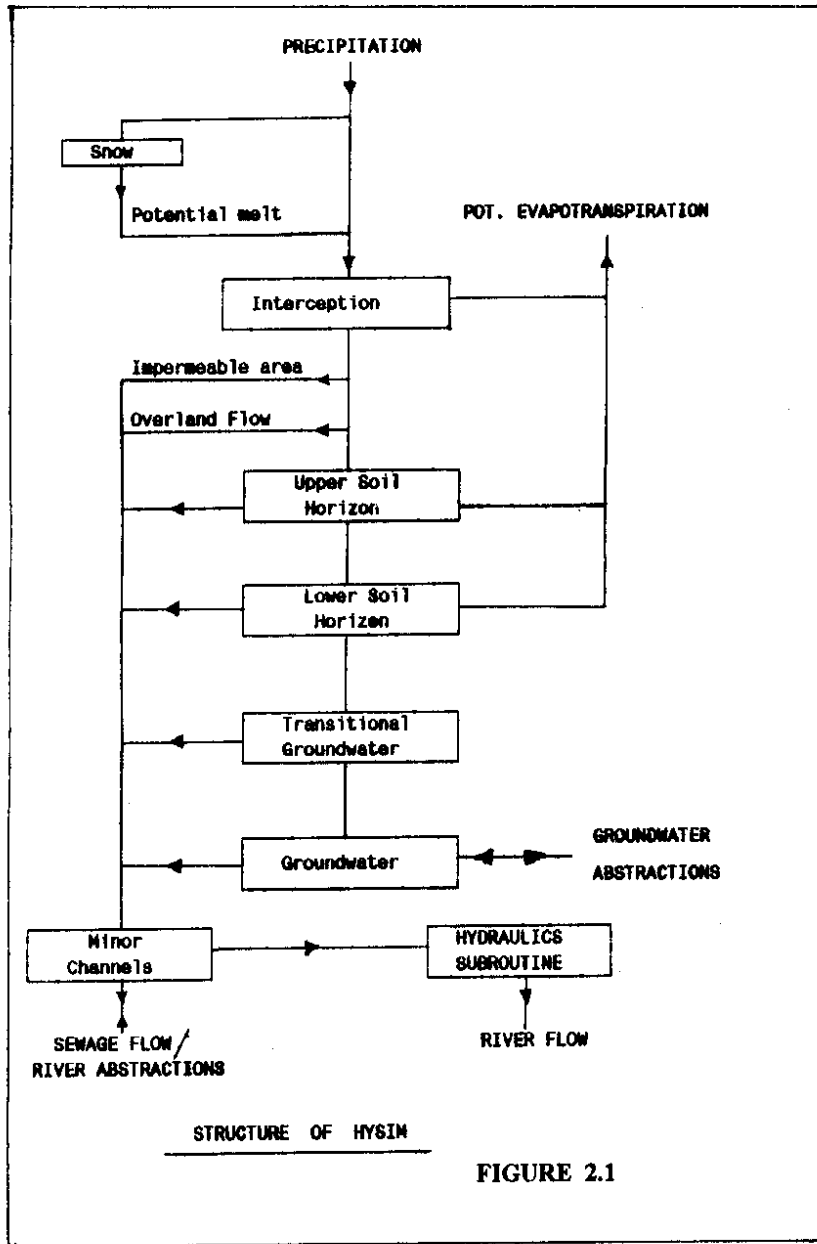 PRECIPITATION
Snow
Potential melt
POT. EVAPOTRANSPIRATION
Interception
Impermeable area
Overland Flow
Upper Soil
Horizon
Lower Soil
Horizen
Transitional
Groundwater
Groundwater
GROUNDWATER
ABSTRACTIONS
Minor
Channels
HYDRAULICS
SUBROUTINE
SEWAGE FLOW/
RIVER ABSTRACTIONS
RIVER FLOW
STRUCTURE OF HYSIM
FIGURE 2.1